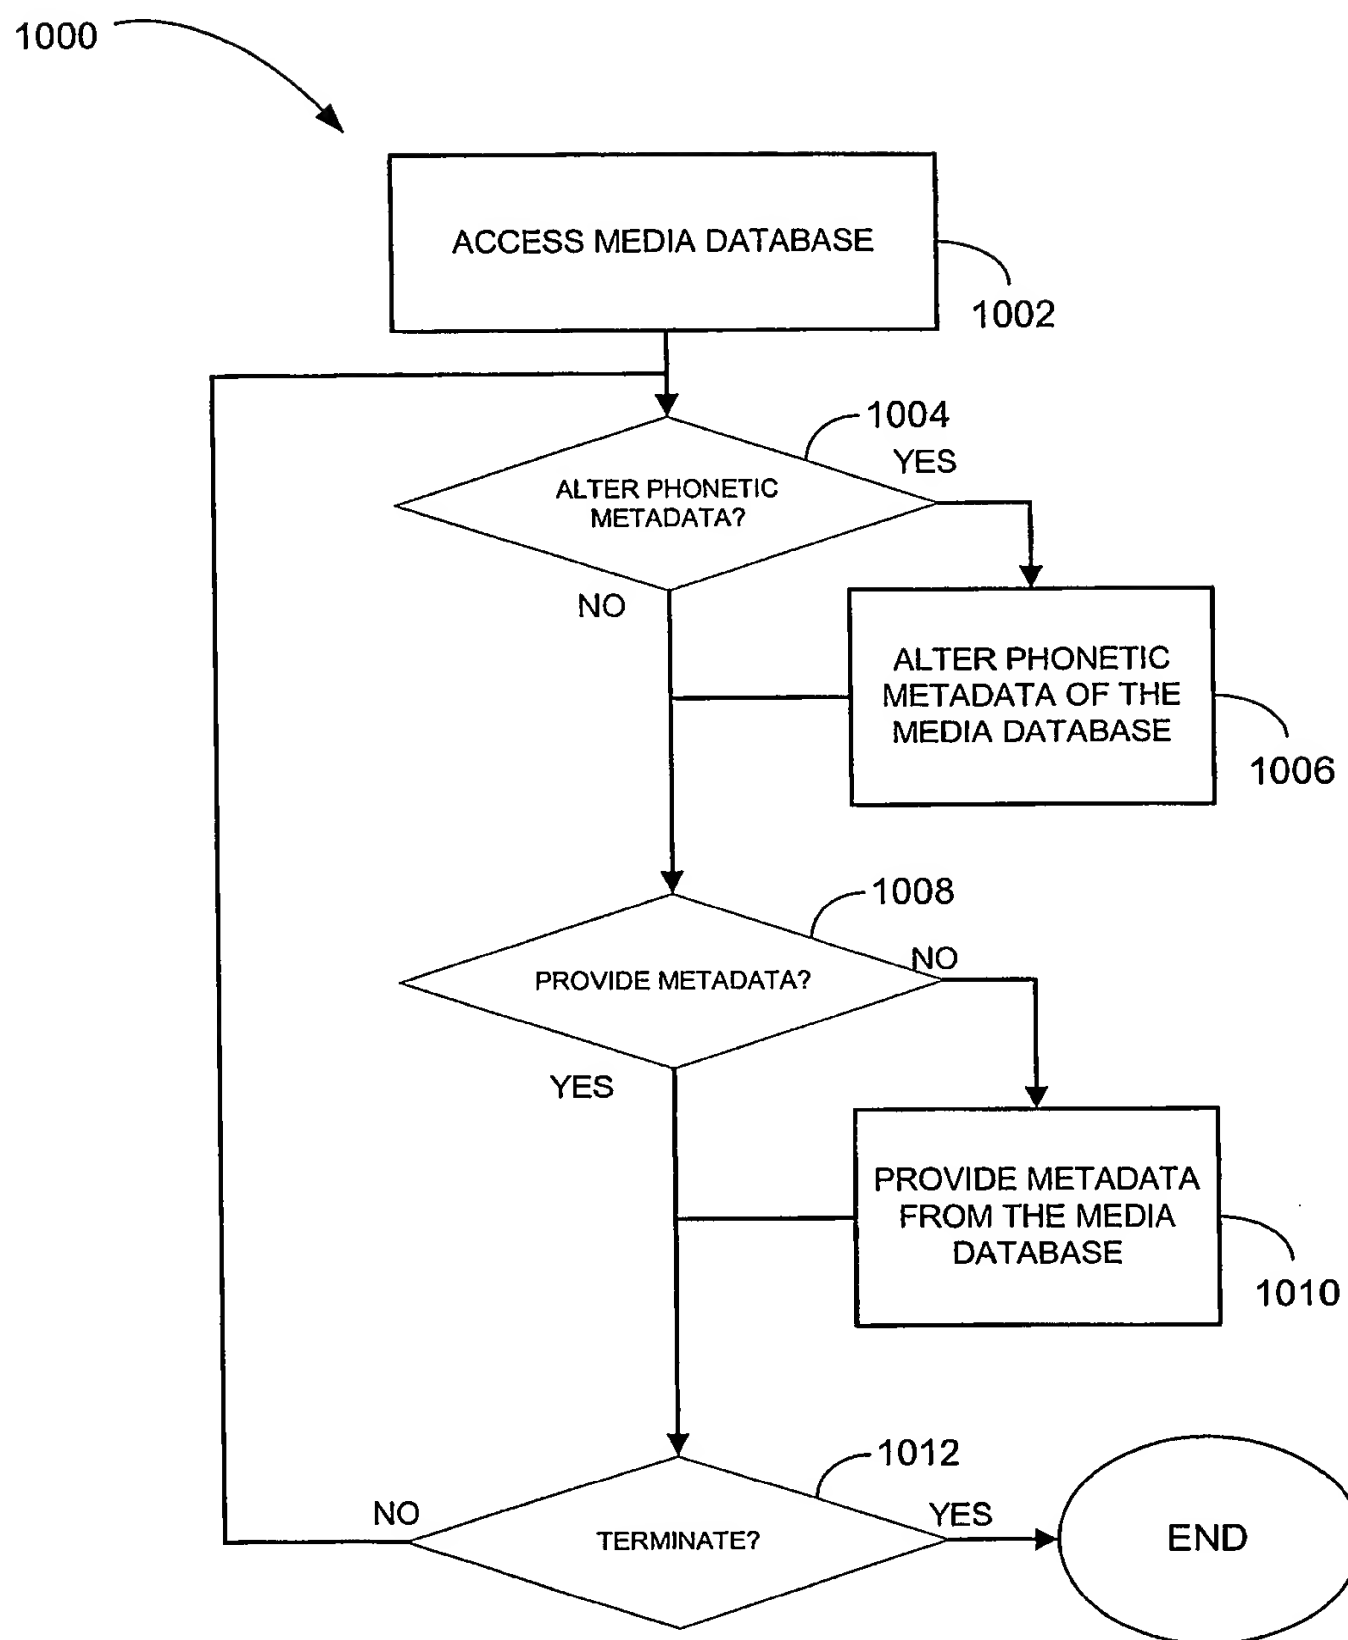 1000
ACCESS MEDIA DATABASE
1002
1004
YES
ALTER PHONETIC
METADATA?
NO
ALTER PHONETIC
METADATA OF THE
MEDIA DATABASE
1006
1008
NO
PROVIDE METADATA?
YES
PROVIDE METADATA
FROM THE MEDIA
DATABASE
1010
1012
NO
YES
TERMINATE?
END